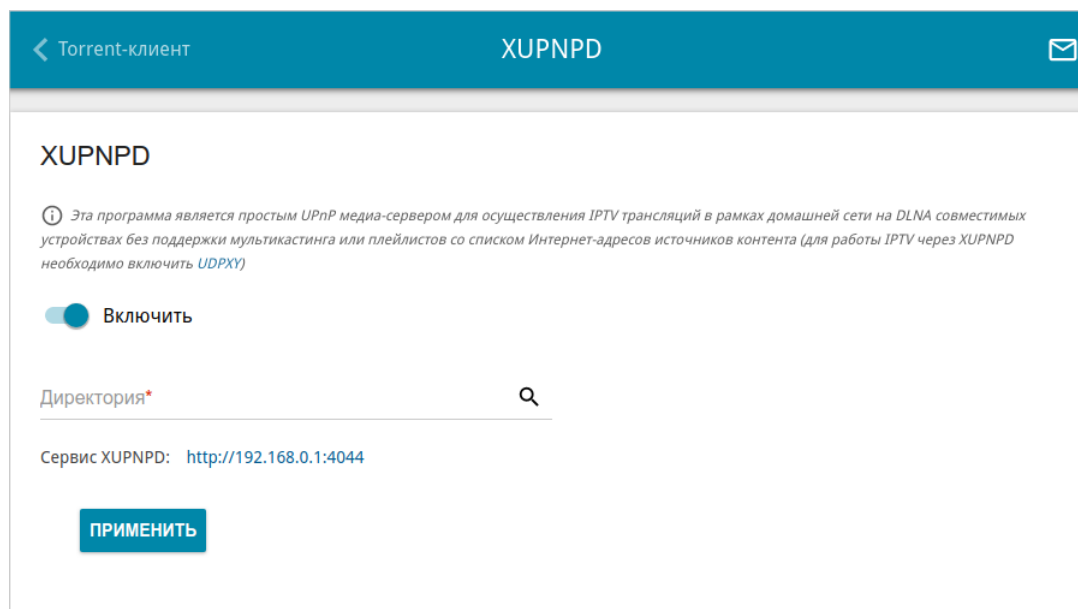 Torrent-клиент
XUPNPD
XUPNPD
Эта программа является простым UPnP медиа-сервером для осуществления IPTV трансляций в рамках домашней сети на DLNA совместимых
устройствах без поддержки мультикастинга или плейлистов со списком Интернет-адресов источников контента (для работы IPTV через XUPNPD
необходимо включить UDPXY)
Включить
Директория*
Сервис XUPNPD: http://192.168.0.1:4044
ПРИМЕНИТЬ